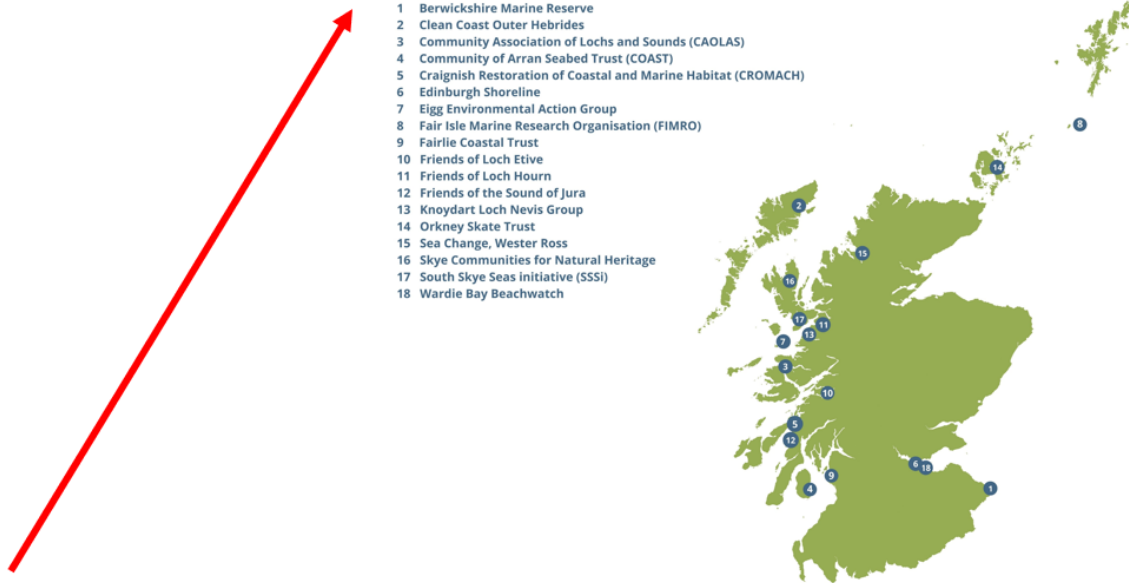 1 Berwickshire Marine Reserve
2 Clean Coast Outer Hebrides
3 Community Association of Lochs and Sounds (CAOLAS)
4 Community of Arran Seabed Trust (COAST)
5 Craignish Restoration of Coastal and Marine Habitat (CROMACH)
6 Edinburgh Shoreline
7 Eigg Environmental Action Group
8 Fair Isle Marine Research Organisation (FIMRO)
9 Fairlie Coastal Trust
10 Friends of Loch Etive
11 Friends of Loch Hourn
12 Friends of the Sound of Jura
13 Knoydart Loch Nevis Group
14 Orkney Skate Trust
15 Sea Change, Wester Ross
16 Skye Communities for Natural Heritage
17 South Skye Seas initiative (SSSi)
18 Wardie Bay Beachwatch
8
14
2
15
16
17
11
13
7
3
10
5
12
6
18
9
4
1